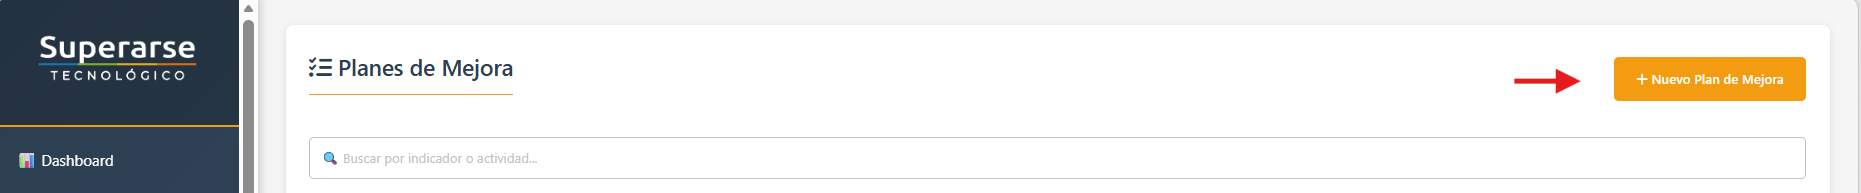 Superarse
TECNOLÓGICO
Dashboard
Planes de Mejora
+ Nuevo Plan de Mejora
Buscar por indicador o actividad...